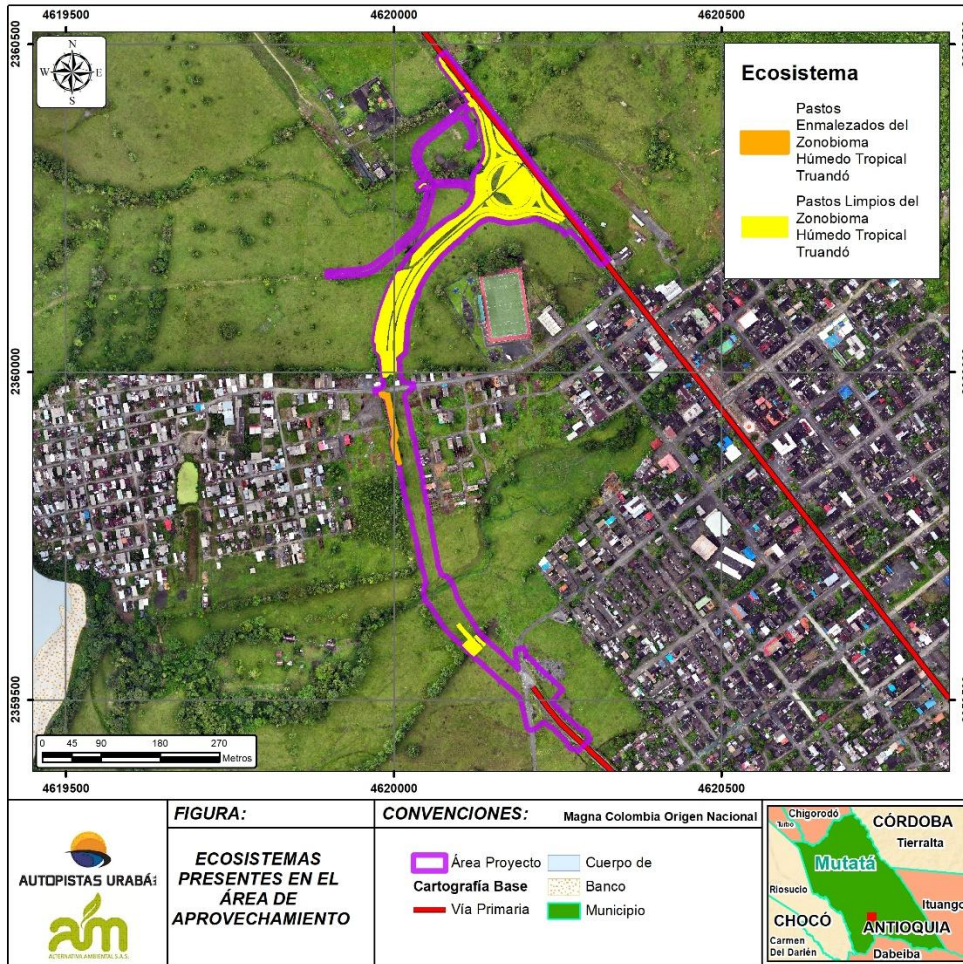 4619500
4620000
4620500
2360500
N
W
E
S
Ecosistema
Pastos
Enmalezados del
Zonobioma
Húmedo Tropical
Truandó
Pastos Limpios del
Zonobioma
Húmedo Tropical
Truandó
2360000
2359500
0 45 90 180 270
Metros
4619500
4620000
4620500
AUTOPISTAS URABÁ
am
ALTERNATIVA AMBIENTAL S.A.S.
FIGURA:
ECOSISTEMAS
PRESENTES EN EL
ÁREA DE
APROVECHAMIENTO
CONVENCIONES:
Magna Colombia Origen Nacional
Área Proyecto
Cartografía Base
Vía Primaria
Cuerpo de
Banco
Municipio
Chigorodó
Turbo
CÓRDOBA
Tierralta
Mutatá
Riosucio
Ituango
CHOCÓ
ANTIOQUIA
Carmen
Del Darién
Dabeiba